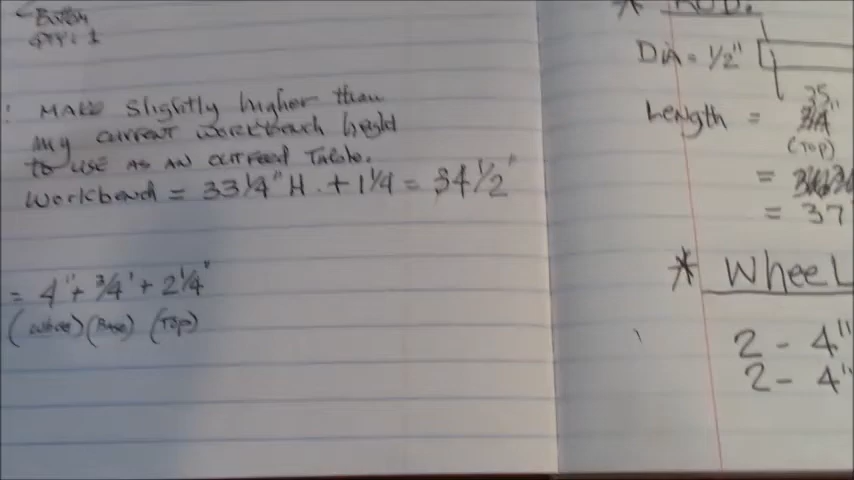 Bottom
QTY: 1
: MAKE Slightly higher than
my current workbench height
to use AS AN outfeed Table.
Workbench = 33 1/4" H . + 1 1/4 = 34 1/2"
= 4" + 3/4" + 2 1/4"
(Wheel) (Base) (Top)
* ROD.
DIA = 1/2"
35"
Length =
(Top)
=
= 37
* Wheel
2 - 4"
2 - 4"